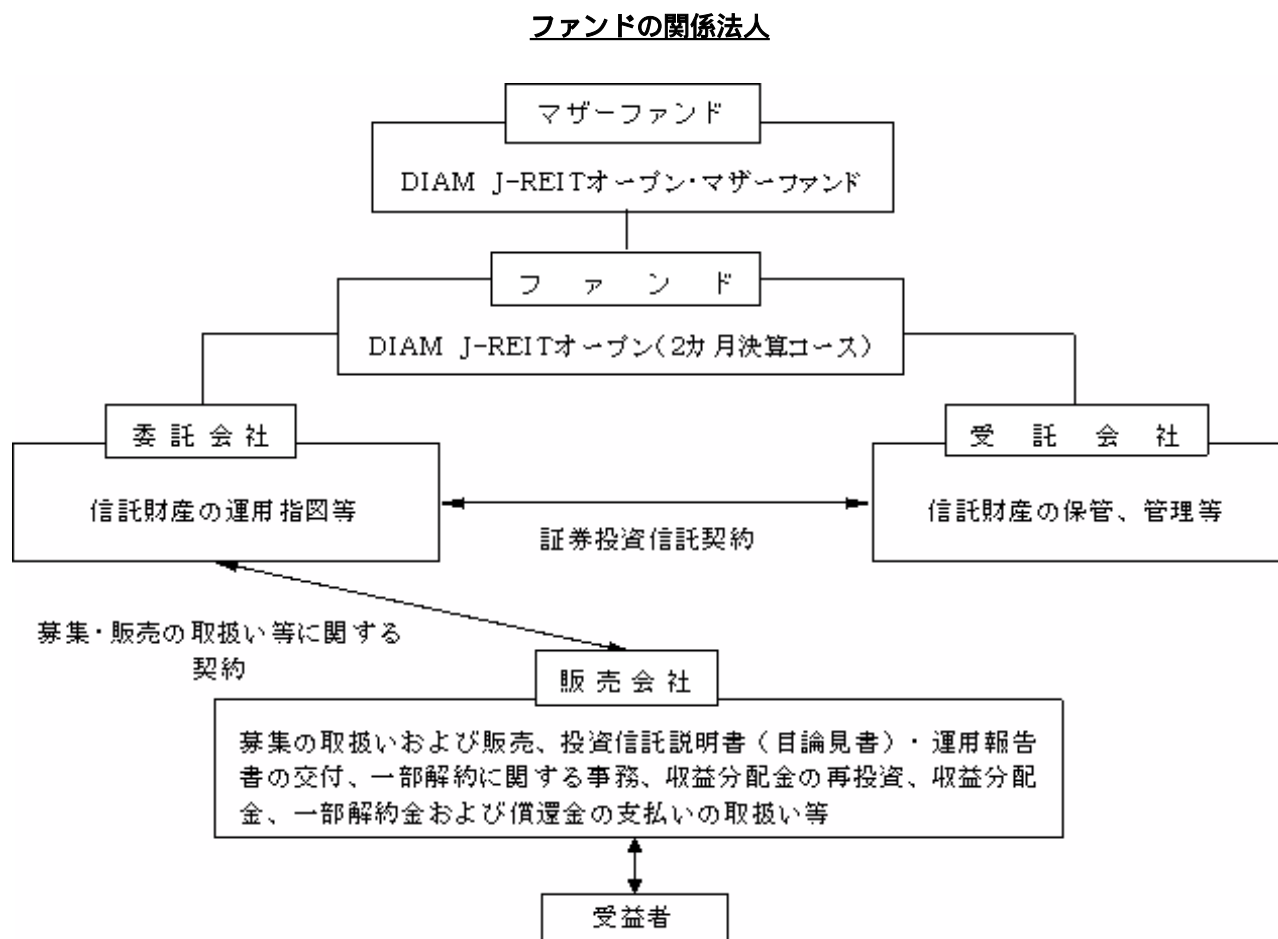 ファンドの関係法人
マザーファンド
DIAM J-REITオープン・マザーファンド
ファンド
DIAM J-REITオープン(2カ月決算コース)
委託会社
受託会社
信託財産の運用指図等
信託財産の保管、管理等
証券投資信託契約
募集・販売の取扱い等に関する
契約
販売会社
募集の取扱いおよび販売、投資信託説明書(目論見書)・運用報告
書の交付、一部解約に関する事務、収益分配金の再投資、収益分配
金、一部解約金および償還金の支払いの取扱い等
受益者